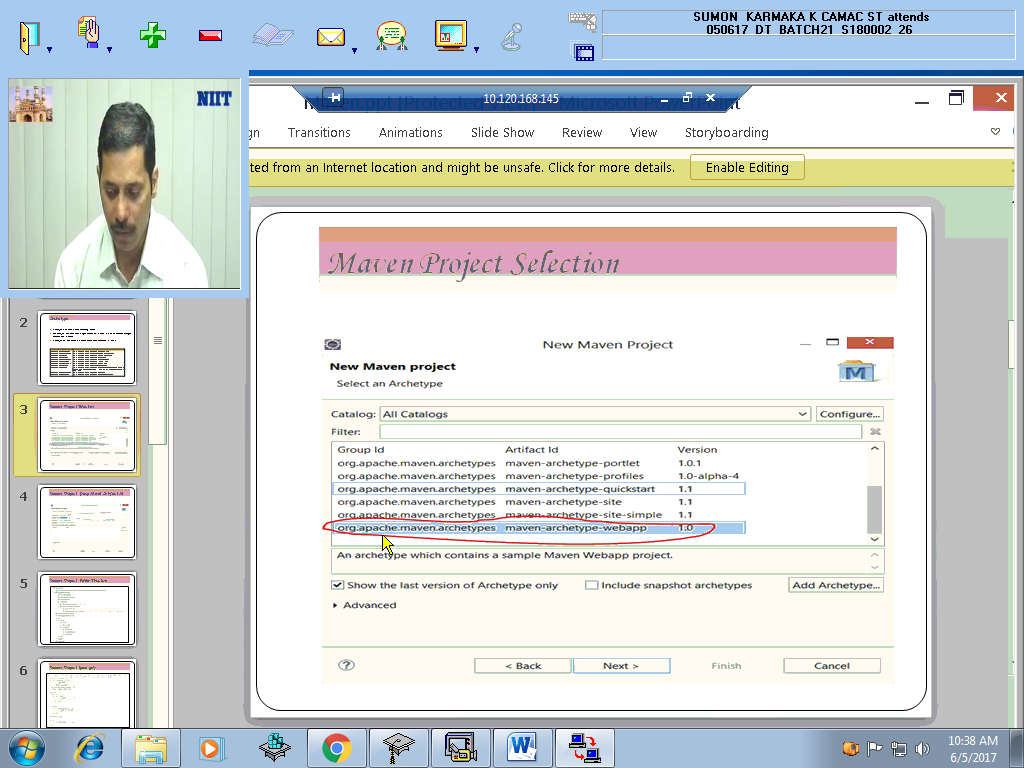 SUMON KARMAKA K CAMAC ST attends
050617 DT BATCH21 S180002 26
NIIT
10.120.168.145
Transitions Animations Slide Show Review View Storyboarding
ted from an Internet location and might be unsafe. Click for more details. Enable Editing
Maven Project Selection
New Maven Project
New Maven project
Select an Archetype
Catalog: All Catalogs Configure...
Filter:
Group Id Artifact Id Version
org.apache.maven.archetypes maven-archetype-portlet 1.0.1
org.apache.maven.archetypes maven-archetype-profiles 1.0-alpha-4
org.apache.maven.archetypes maven-archetype-quickstart 1.1
org.apache.maven.archetypes maven-archetype-site 1.1
org.apache.maven.archetypes maven-archetype-site-simple 1.1
org.apache.maven.archetypes maven-archetype-webapp 1.0
An archetype which contains a sample Maven Webapp project.
Show the last version of Archetype only Include snapshot archetypes Add Archetype...
Advanced
< Back Next > Finish Cancel
2
3
4
5
6
10:38 AM
6/5/2017